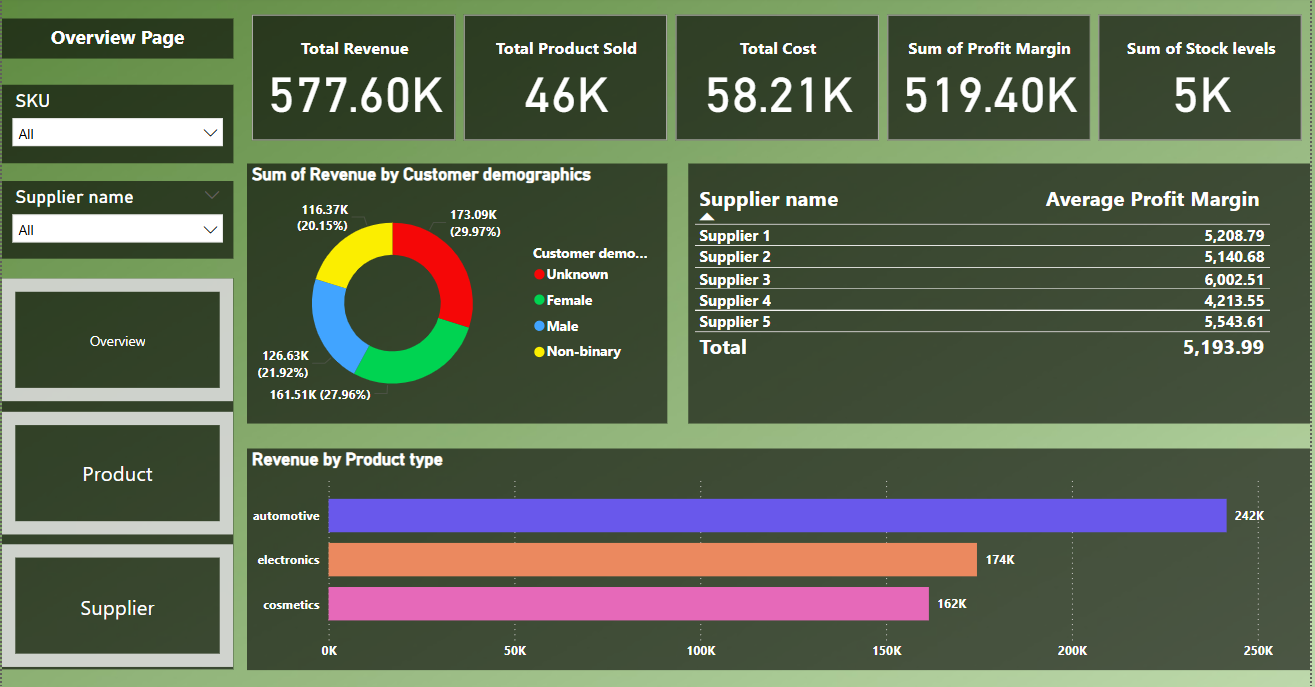 Overview Page
SKU
All
Supplier name
All
Overview
Product
Supplier
Total Revenue
577.60K
Total Product Sold
46K
Total Cost
58.21K
Sum of Profit Margin
519.40K
Sum of Stock levels
5K
Sum of Revenue by Customer demographics
116.37K
(20.15%)
173.09K
(29.97%)
126.63K
(21.92%)
161.51K (27.96%)
Customer demo...
Unknown
Female
Male
Non-binary
Supplier name Average Profit Margin
Supplier 1 5,208.79
Supplier 2 5,140.68
Supplier 3 6,002.51
Supplier 4 4,213.55
Supplier 5 5,543.61
Total 5,193.99
Revenue by Product type
automotive 242K
electronics 174K
cosmetics 162K
0K 50K 100K 150K 200K 250K